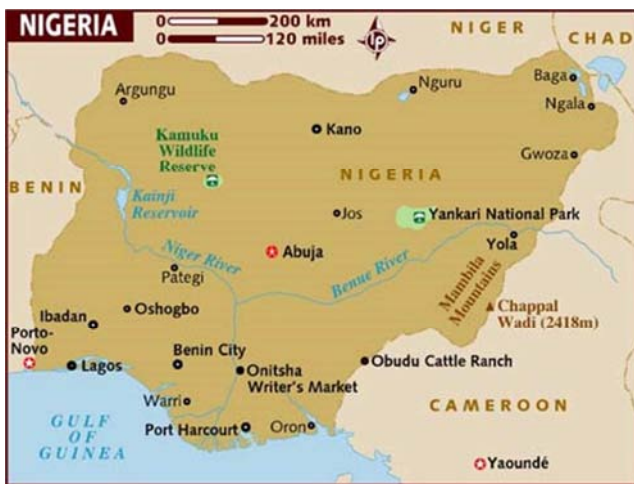 NIGERIA
0 200 km
0 120 miles
lp
NIGER
CHAD
Argungu
Nguru
Baga
Ngala
Kano
Kamuku
Wildlife
Reserve
Gwoza
NIGERIA
BENIN
Kainji
Reservoir
Jos
Yankari National Park
Yola
Niger River
Abuja
Benue River
Pategi
Mambila
Mountains
Chappal
Wadi (2418m)
Oshogbo
Ibadan
Porto-
Novo
Lagos
Benin City
Onitsha
Writer's Market
Obudu Cattle Ranch
Warri
CAMEROON
GULF
OF
GUINEA
Port Harcourt
Oron
Yaoundé